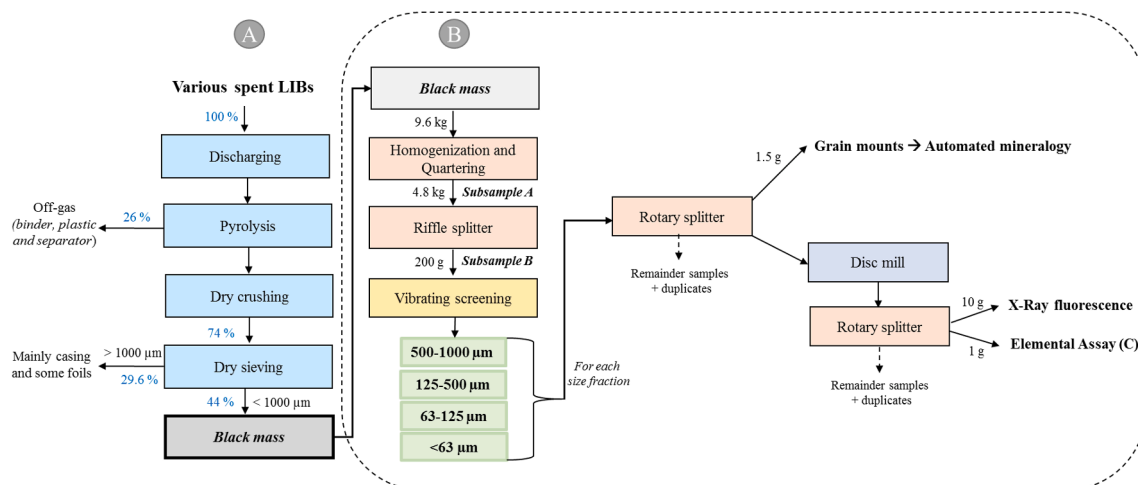 A
B
Various spent LIBs
100 %
Discharging
Off-gas
(binder, plastic
and separator)
26 %
Pyrolysis
Dry crushing
74 %
Mainly casing
and some foils
> 1000 µm
29.6 %
Dry sieving
44 %
< 1000 µm
Black mass
Black mass
9.6 kg
Homogenization and
Quartering
4.8 kg
Subsample A
Riffle splitter
200 g
Subsample B
Vibrating screening
500-1000 µm
125-500 µm
63-125 µm
<63 µm
For each
size fraction
Rotary splitter
Remainder samples
+ duplicates
1.5 g
Grain mounts → Automated mineralogy
Disc mill
Rotary splitter
10 g
X-Ray fluorescence
1 g
Elemental Assay (C)
Remainder samples
+ duplicates